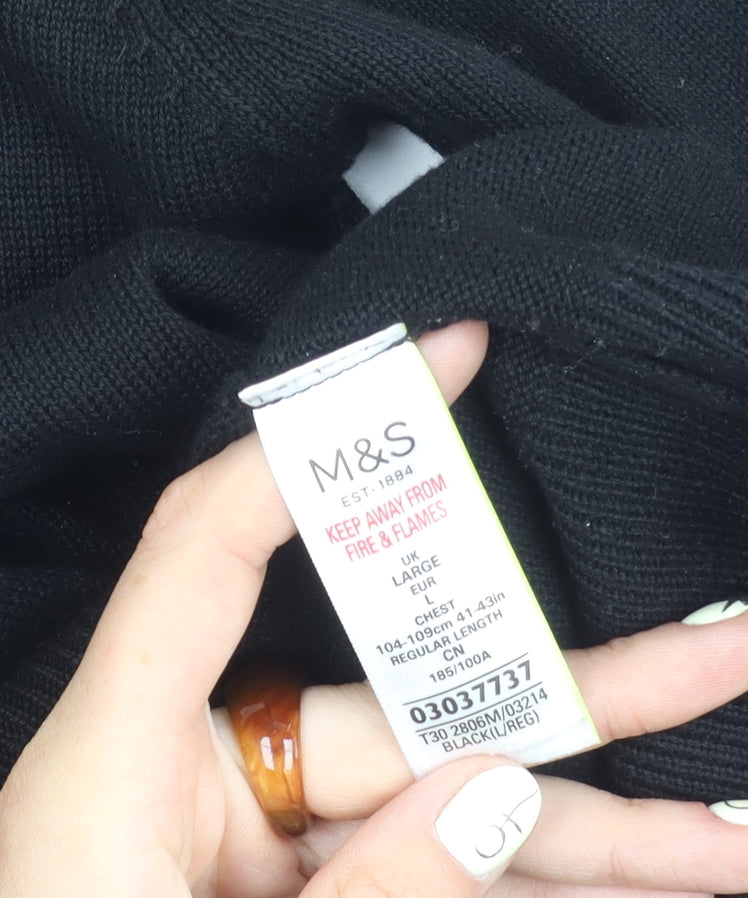 M&S
EST·1884
KEEP AWAY FROM
FIRE & FLAMES
UK
LARGE
EUR
L
CHEST
104-109cm 41-43in
REGULAR LENGTH
CN
185/100A
03037737
T30 2806M/03214
BLACK(L/REG)